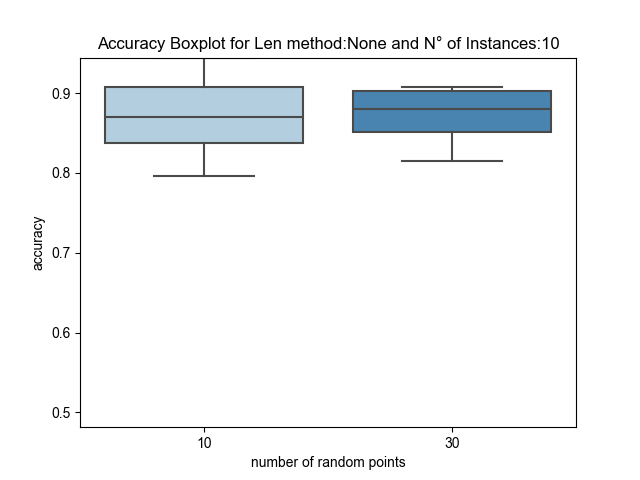 Accuracy Boxplot for Len method:None and N° of Instances:10
accuracy
0.9
0.8
0.7
0.6
0.5
10
30
number of random points